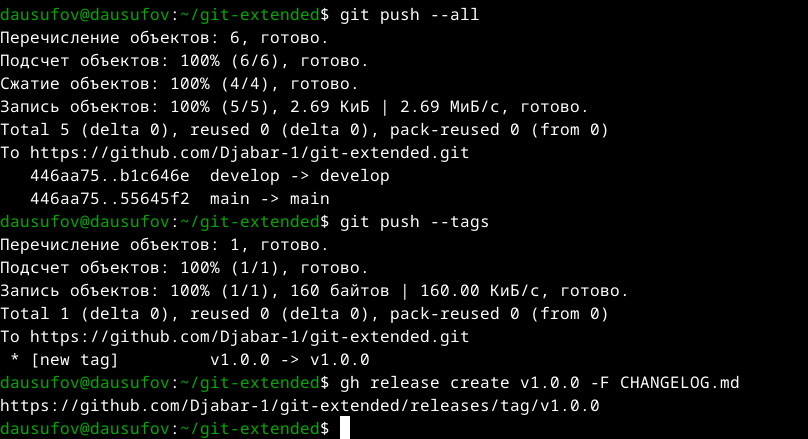 dausufov@dausufov:~/git-extended$ git push --all
Перечисление объектов: 6, готово.
Подсчет объектов: 100% (6/6), готово.
Сжатие объектов: 100% (4/4), готово.
Запись объектов: 100% (5/5), 2.69 КиБ | 2.69 МиБ/с, готово.
Total 5 (delta 0), reused 0 (delta 0), pack-reused 0 (from 0)
To https://github.com/Djabar-1/git-extended.git
   446aa75..b1c646e  develop -> develop
   446aa75..55645f2  main -> main
dausufov@dausufov:~/git-extended$ git push --tags
Перечисление объектов: 1, готово.
Подсчет объектов: 100% (1/1), готово.
Запись объектов: 100% (1/1), 160 байтов | 160.00 КиБ/с, готово.
Total 1 (delta 0), reused 0 (delta 0), pack-reused 0 (from 0)
To https://github.com/Djabar-1/git-extended.git
 * [new tag]         v1.0.0 -> v1.0.0
dausufov@dausufov:~/git-extended$ gh release create v1.0.0 -F CHANGELOG.md
https://github.com/Djabar-1/git-extended/releases/tag/v1.0.0
dausufov@dausufov:~/git-extended$